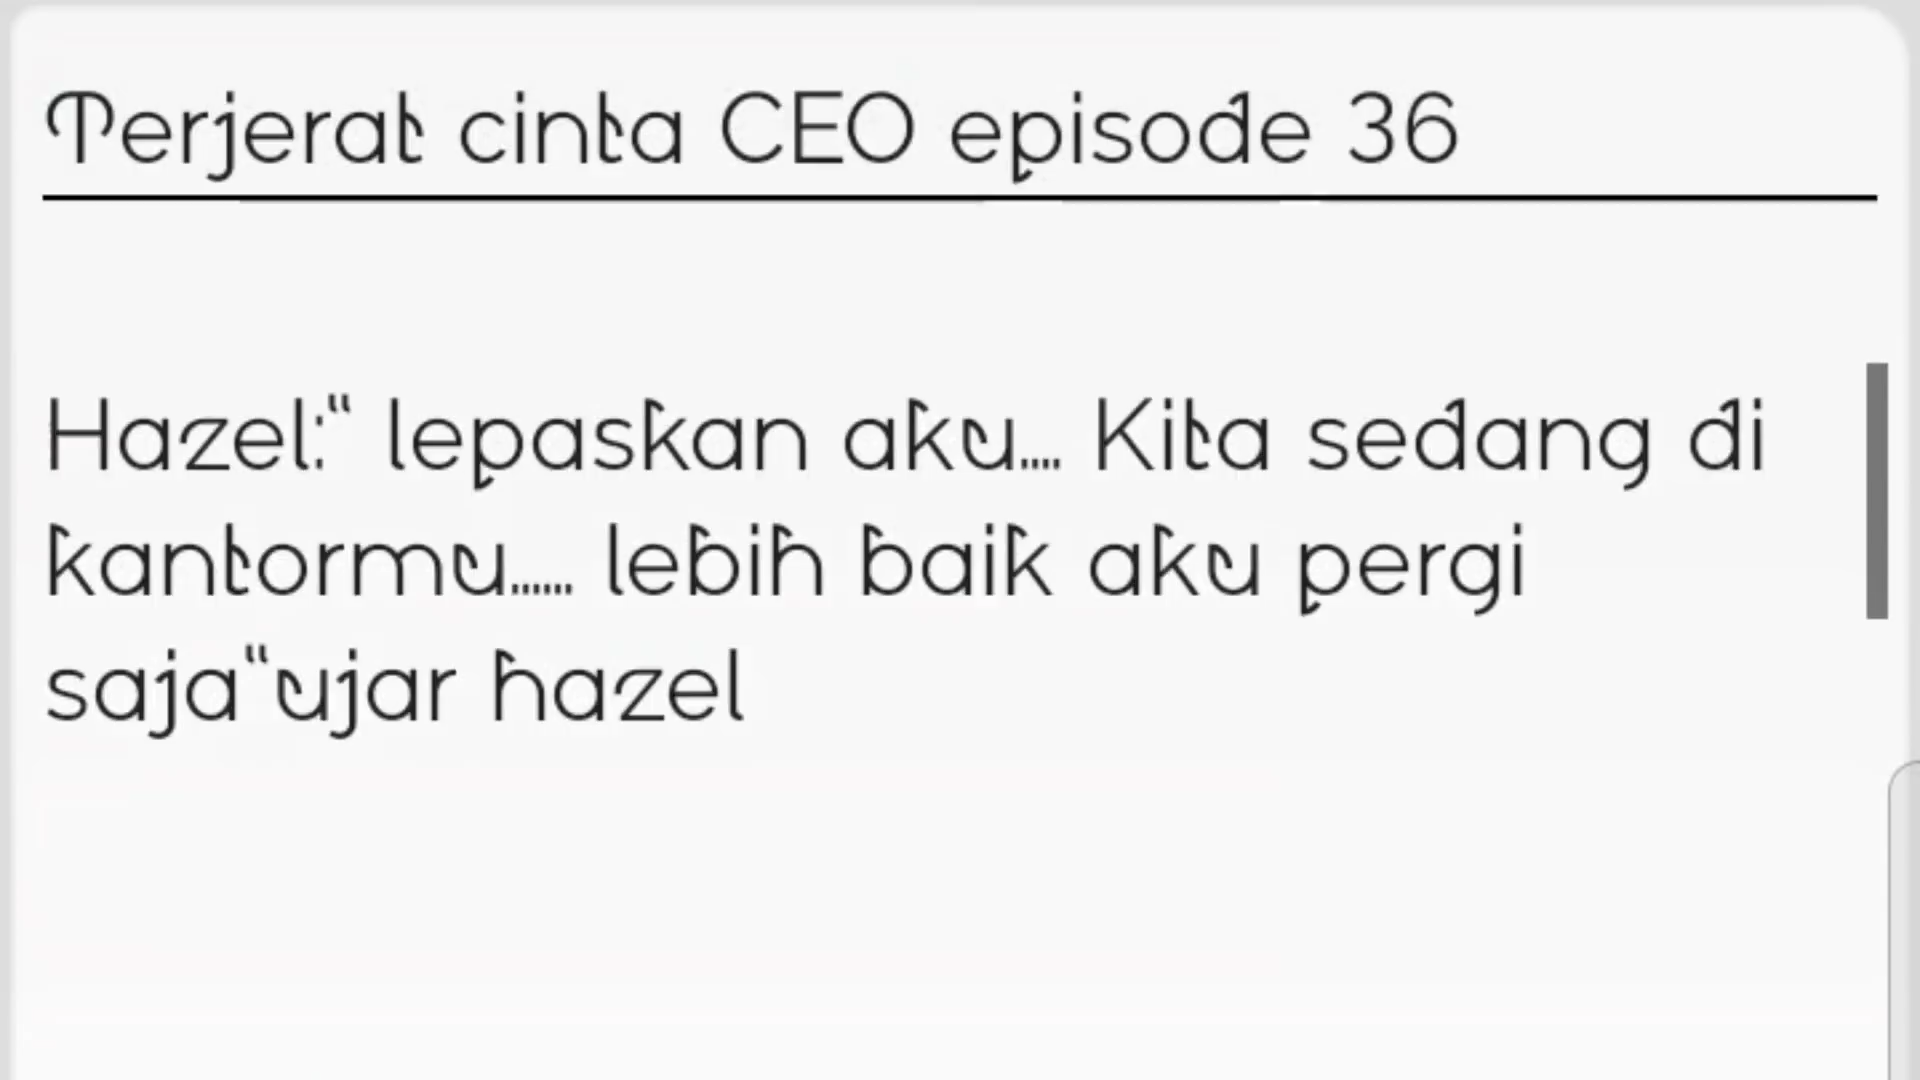 Terjerat cinta CEO episode 36
Hazel:“ lepaskan aku.... Kita sedang di
kantormu...... lebih baik aku pergi
saja“ujar hazel